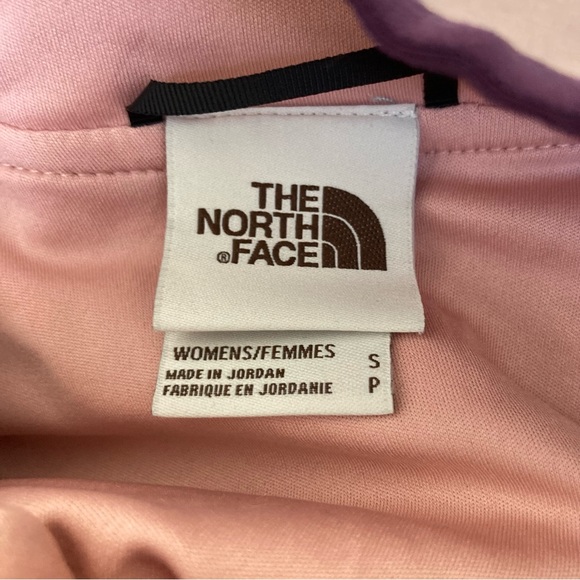 THE
NORTH
®FACE
WOMENS/FEMMES S
MADE IN JORDAN
FABRIQUE EN JORDANIE P